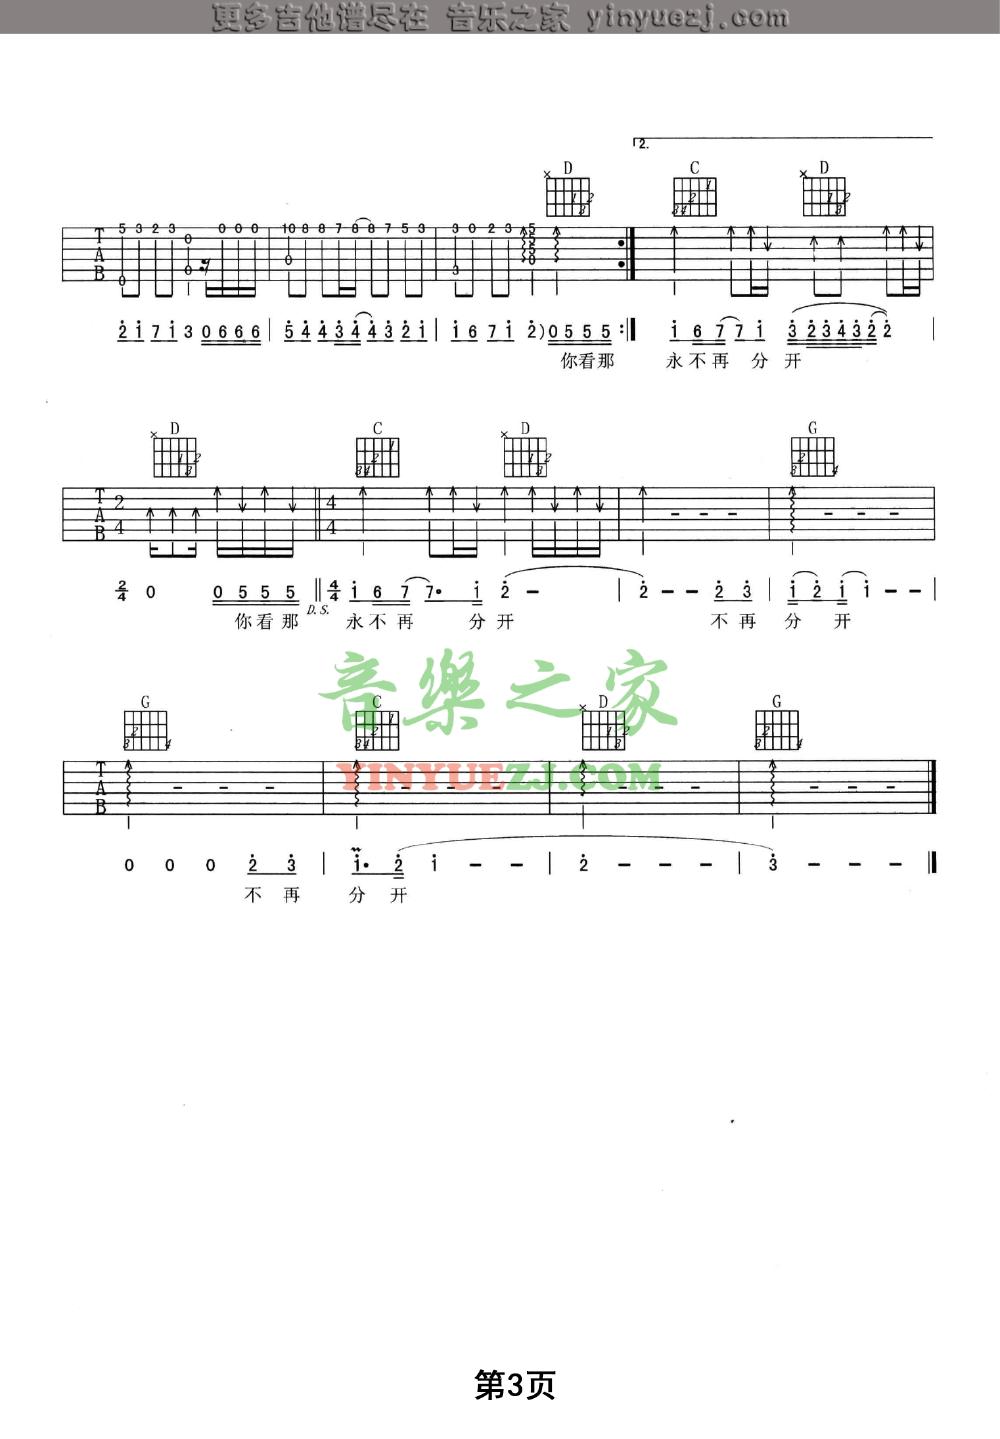 更多吉他谱尽在 音乐之家 yinyuezj.com
2.
D C D
T A B 5 3 2 3 0 0 0 0 0 0 10 0 8 8 7 8 8 7 5 3 3 3 0 2 3 5 2 5 0
2 1 7 1 3 0 6 6 6 5 4 4 3 4 4 3 2 1 1 6 7 1 2) 0 5 5 5 :‖ 1 6 7 7 1 3 2 3 4 3 2 2
你看那 永不再 分开
D C D G
T A B 2 4 4 4
2/4 0 0 5 5 5 4/4 1 6 7 7· 1 2 - 2 - - 2 3 1 2 1 1 - -
你看那 D.S. 永不再 分开 不再 分 开
音樂之家
G C D G
YINYUEZJ.COM
T A B
0 0 0 2 3 1· 2 1 - - 2 - - 3 - - -
不再 分开
第3页